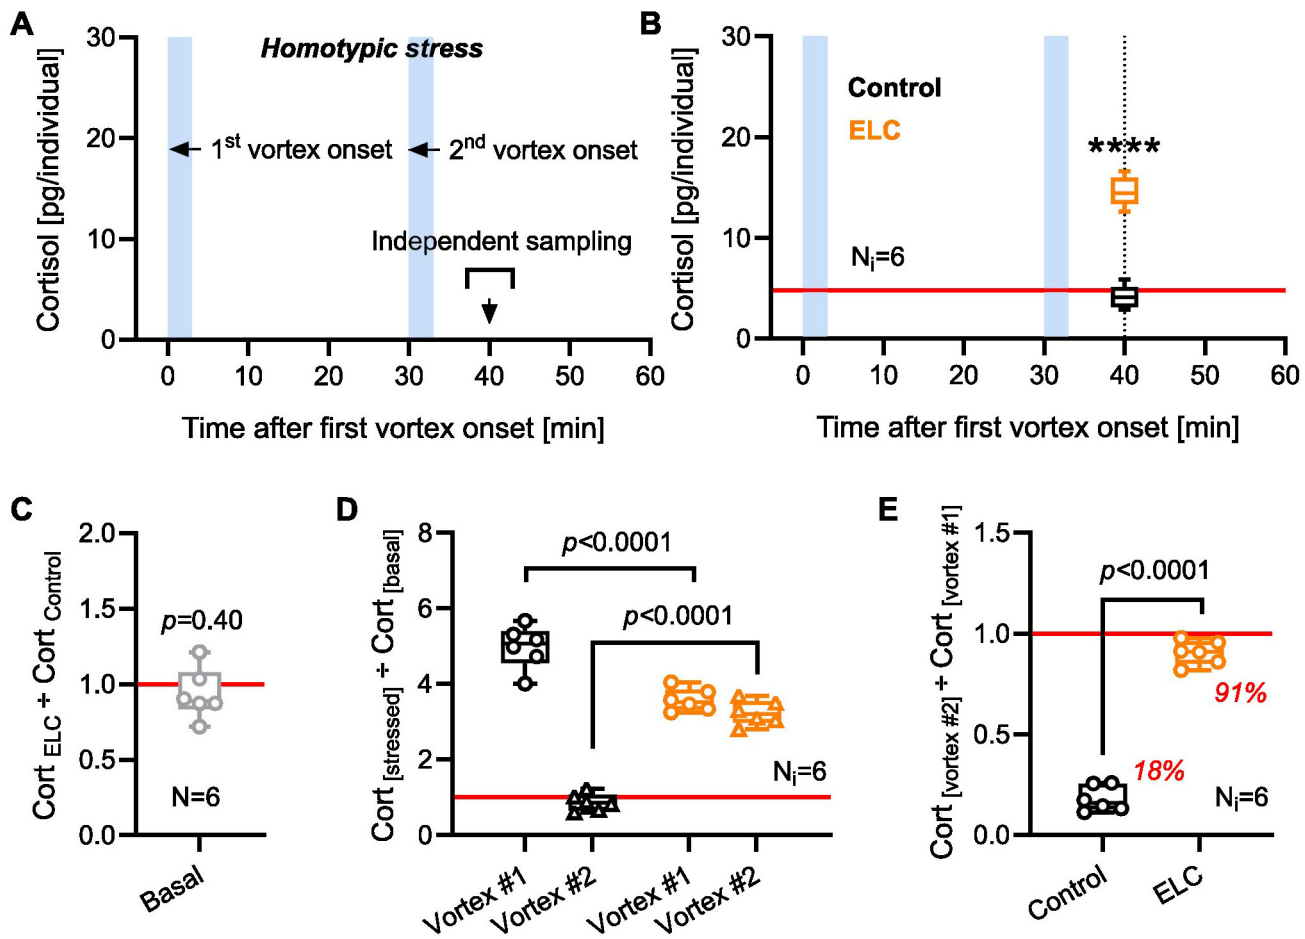 A
Cortisol [pg/individual]
30
20
10
0
Homotypic stress
1st vortex onset
2nd vortex onset
Independent sampling
0 10 20 30 40 50 60
Time after first vortex onset [min]
B
Cortisol [pg/individual]
30
20
10
0
Control
ELC
****
Ni=6
0 10 20 30 40 50 60
Time after first vortex onset [min]
C
Cort ELC ÷ Cort Control
2.0
1.5
1.0
0.5
0.0
p=0.40
N=6
Basal
D
Cort [stressed] ÷ Cort [basal]
8
6
4
2
0
p<0.0001
p<0.0001
Ni=6
Vortex #1
Vortex #2
Vortex #1
Vortex #2
E
Cort [vortex #2] ÷ Cort [vortex #1]
1.5
1.0
0.5
0.0
p<0.0001
91%
18%
Ni=6
Control
ELC